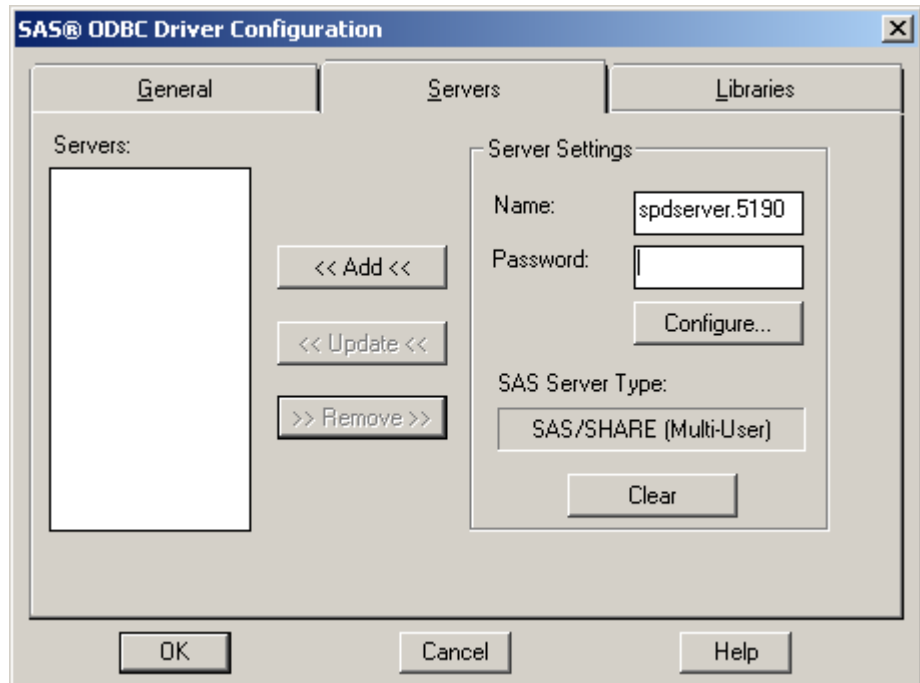 SAS® ODBC Driver Configuration
General Servers Libraries
Servers:
Server Settings
Name: spdserver.5190
Password:
<< Add <<
Configure...
<< Update <<
SAS Server Type:
>> Remove >>
SAS/SHARE (Multi-User)
Clear
OK Cancel Help